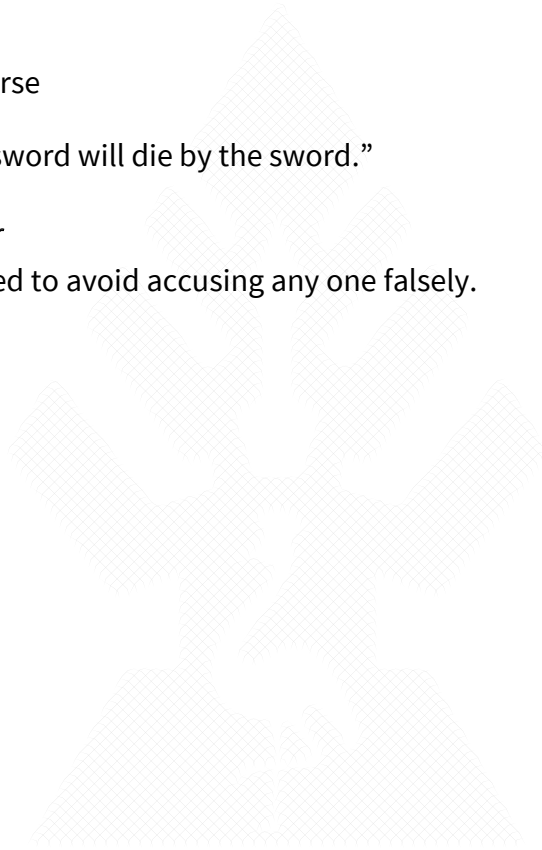 rse
sword will die by the sword.”
r
ed to avoid accusing any one falsely.